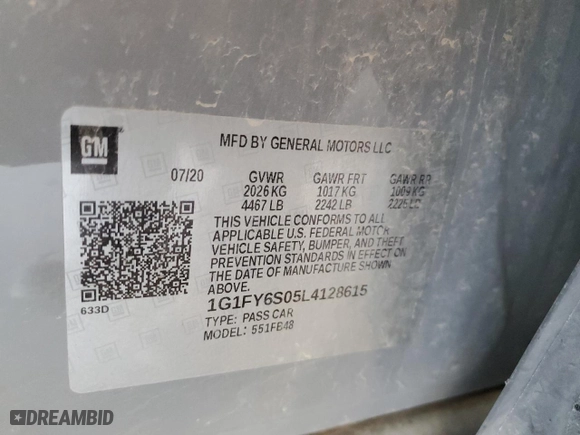 GM
MFD BY GENERAL MOTORS LLC
07/20 GVWR GAWR FRT GAWR RR
2026 KG 1017 KG 1009 KG
4467 LB 2242 LB 2225 LB
THIS VEHICLE CONFORMS TO ALL
APPLICABLE U.S. FEDERAL MOTOR
VEHICLE SAFETY, BUMPER, AND THEFT
PREVENTION STANDARDS IN EFFECT ON
THE DATE OF MANUFACTURE SHOWN
ABOVE.
633D
1G1FY6S05L4128615
TYPE: PASS CAR
MODEL: 551FB48
DREAMBID